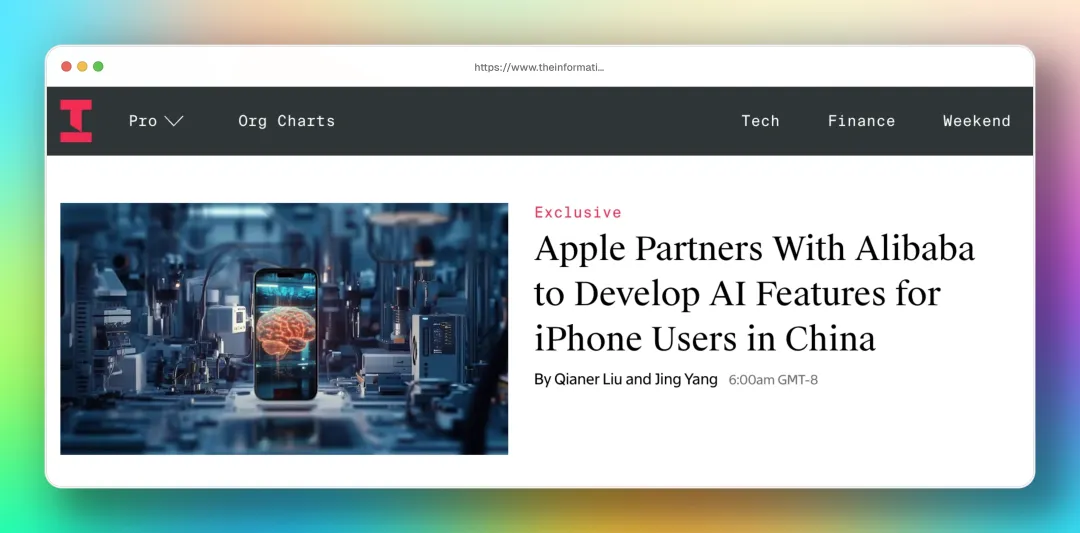 https://www.theinformati…
Pro
Org Charts
Tech
Finance
Weekend
Exclusive
Apple Partners With Alibaba
to Develop AI Features for
iPhone Users in China
By Qianer Liu and Jing Yang 6:00am GMT-8